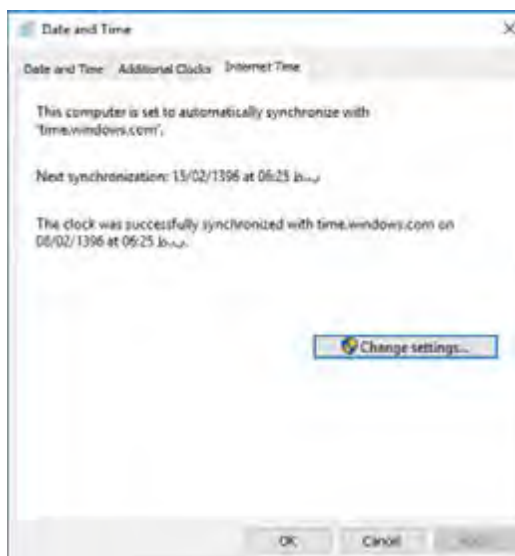 Date and Time
Date and Time Additional Clocks Internet Time
This computer is set to automatically synchronize with
'time.windows.com'.
Next synchronization: 15/02/1396 at 06:25 ب.ظ
The clock was successfully synchronized with time.windows.com on
08/02/1396 at 06:25 ب.ظ.
Change settings...
OK Cancel